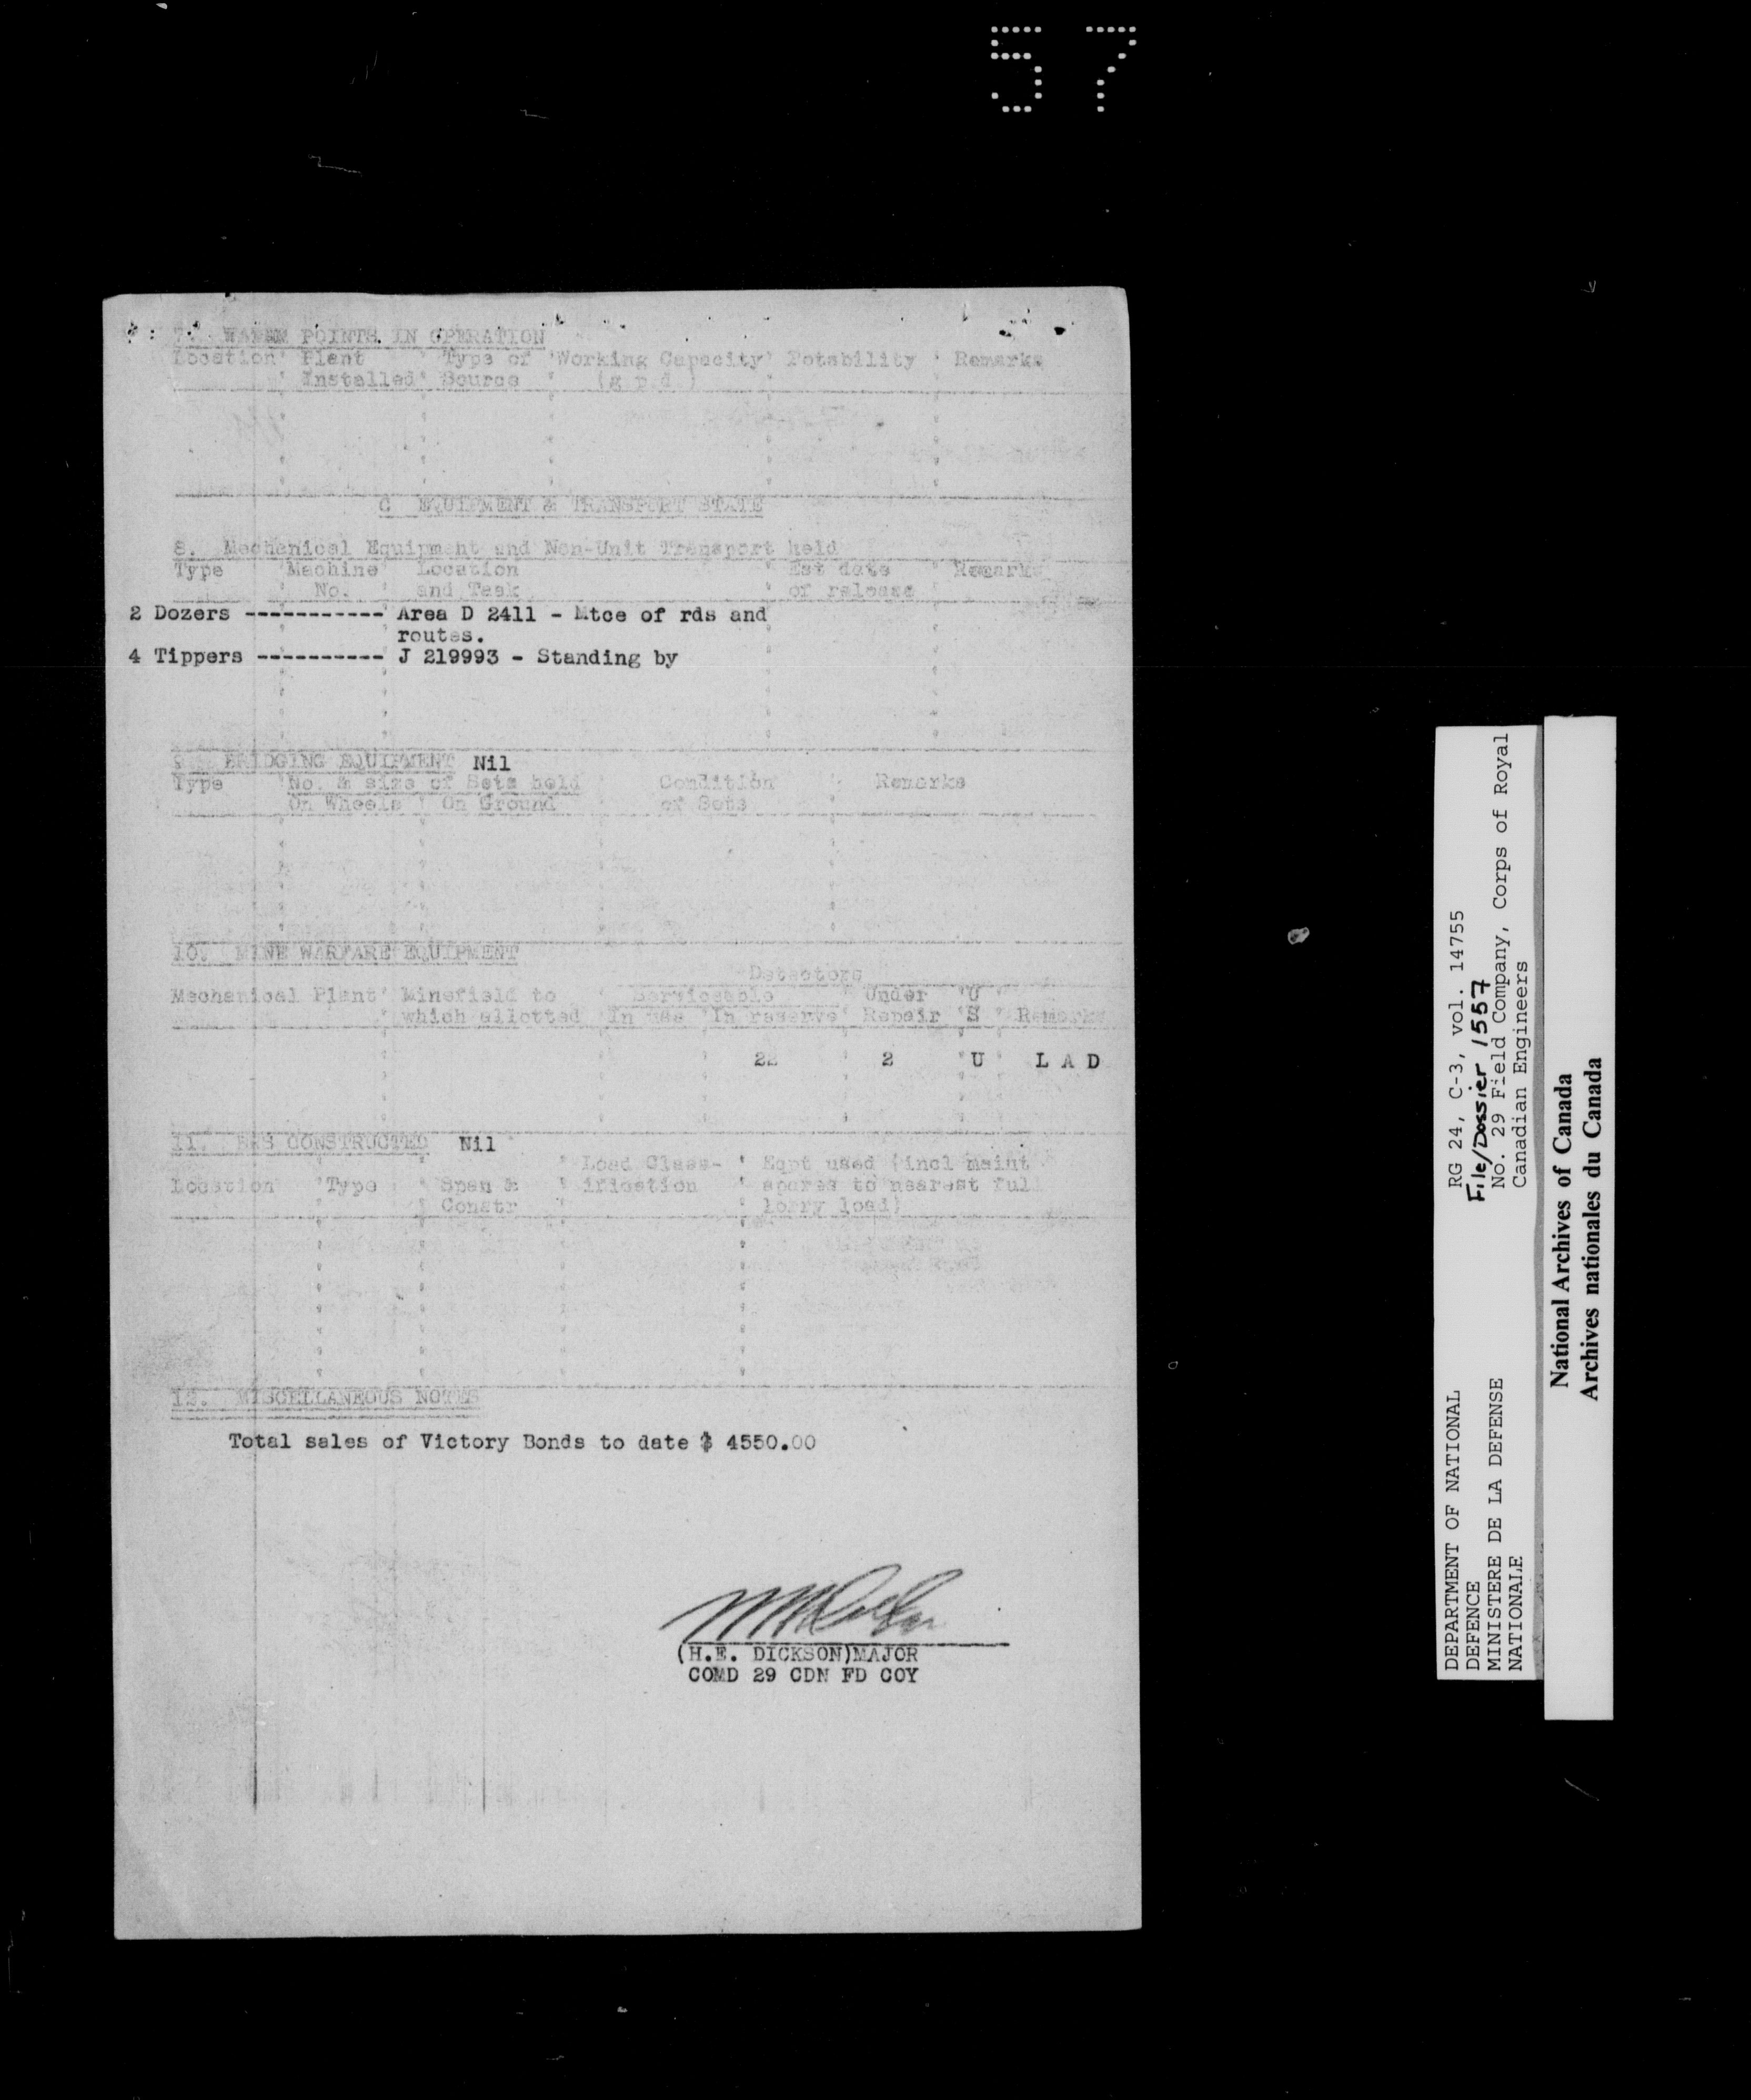 57
7. WATER POINTS IN OPERATION
Location Plant Type of Working Capacity Potability Remarks
Installed Source (g p d )
C EQUIPMENT & TRANSPORT STATE
8. Mechanical Equipment and Non-Unit Transport held
Type Machine Location Est date Remarks
No. and Task of release
2 Dozers ----------- Area D 2411 - Mtce of rds and
routes.
4 Tippers ---------- J 219993 - Standing by
9. BRIDGING EQUIPMENT Nil
Type No. & size of Sets held Condition Remarks
On Wheels On Ground of Sets
10. MINE WARFARE EQUIPMENT
Detectors
Mechanical Plant Minefield to Serviceable Under U
which allotted In use In reserve Repair S Remarks
22 2 U L A D
11. CONSTRUCTED Nil
Load Class- Eqpt used (incl maint
Location Type Span & ification spares to nearest full
Constr lorry load)
12. MISCELLANEOUS NOTES
Total sales of Victory Bonds to date $ 4550.00
(H.E. DICKSON)MAJOR
COMD 29 CDN FD COY
DEPARTMENT OF NATIONAL
DEFENCE
MINISTERE DE LA DEFENSE
NATIONALE
RG 24, C-3, vol. 14755
File/Dossier 1557
No. 29 Field Company, Corps of Royal
Canadian Engineers
National Archives of Canada
Archives nationales du Canada